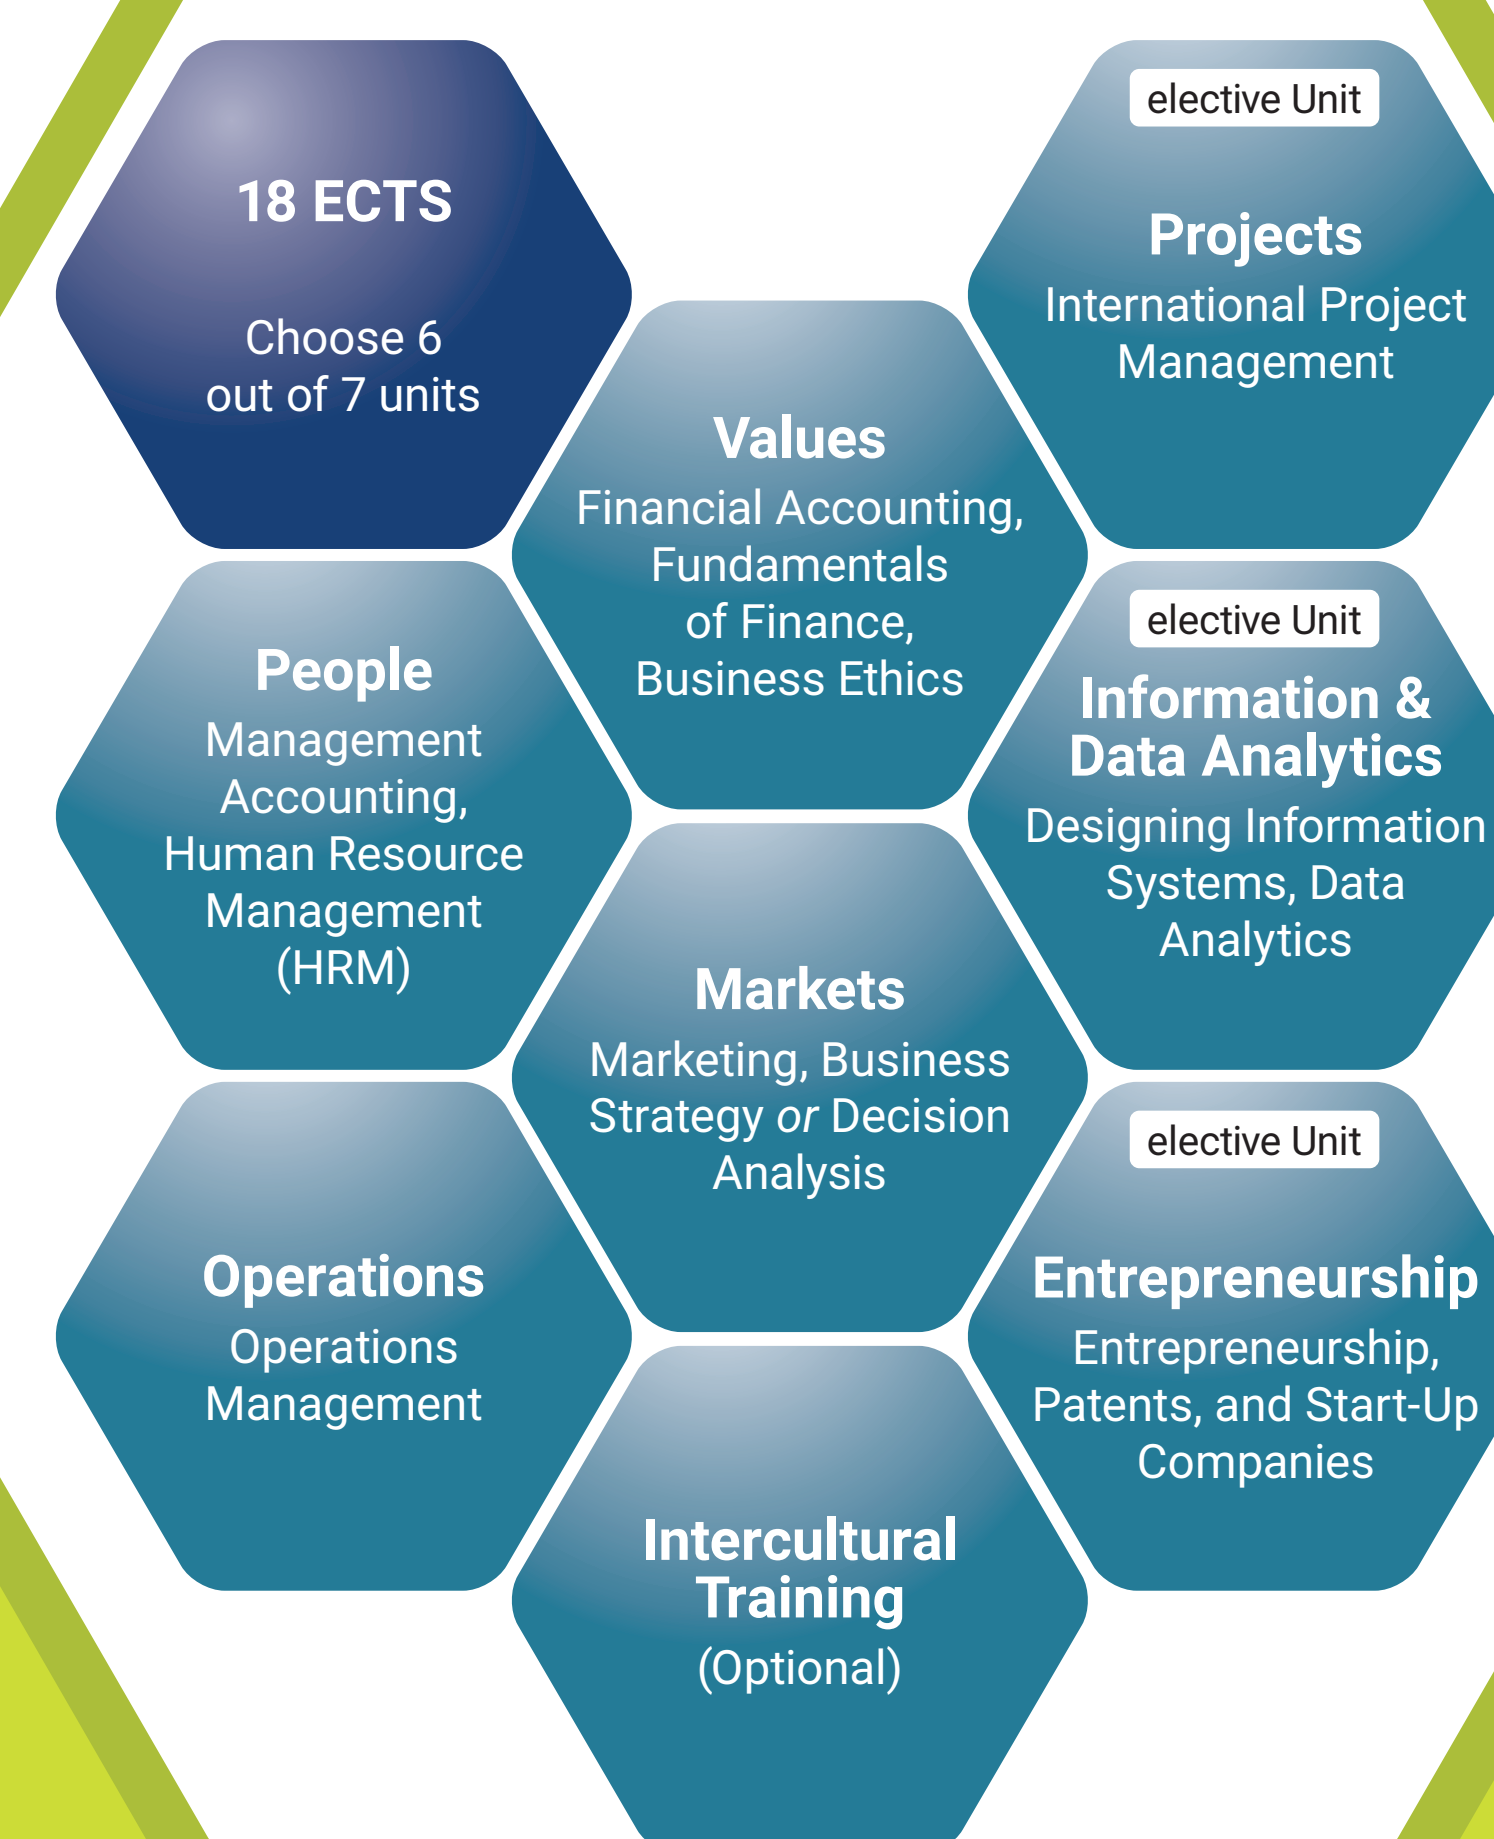 18 ECTS
Choose 6
out of 7 units
elective Unit
Projects
International Project
Management
Values
Financial Accounting,
Fundamentals
of Finance,
Business Ethics
People
Management
Accounting,
Human Resource
Management
(HRM)
elective Unit
Information &
Data Analytics
Designing Information
Systems, Data
Analytics
Markets
Marketing, Business
Strategy or Decision
Analysis
Operations
Operations
Management
elective Unit
Entrepreneurship
Entrepreneurship,
Patents, and Start-Up
Companies
Intercultural
Training
(Optional)